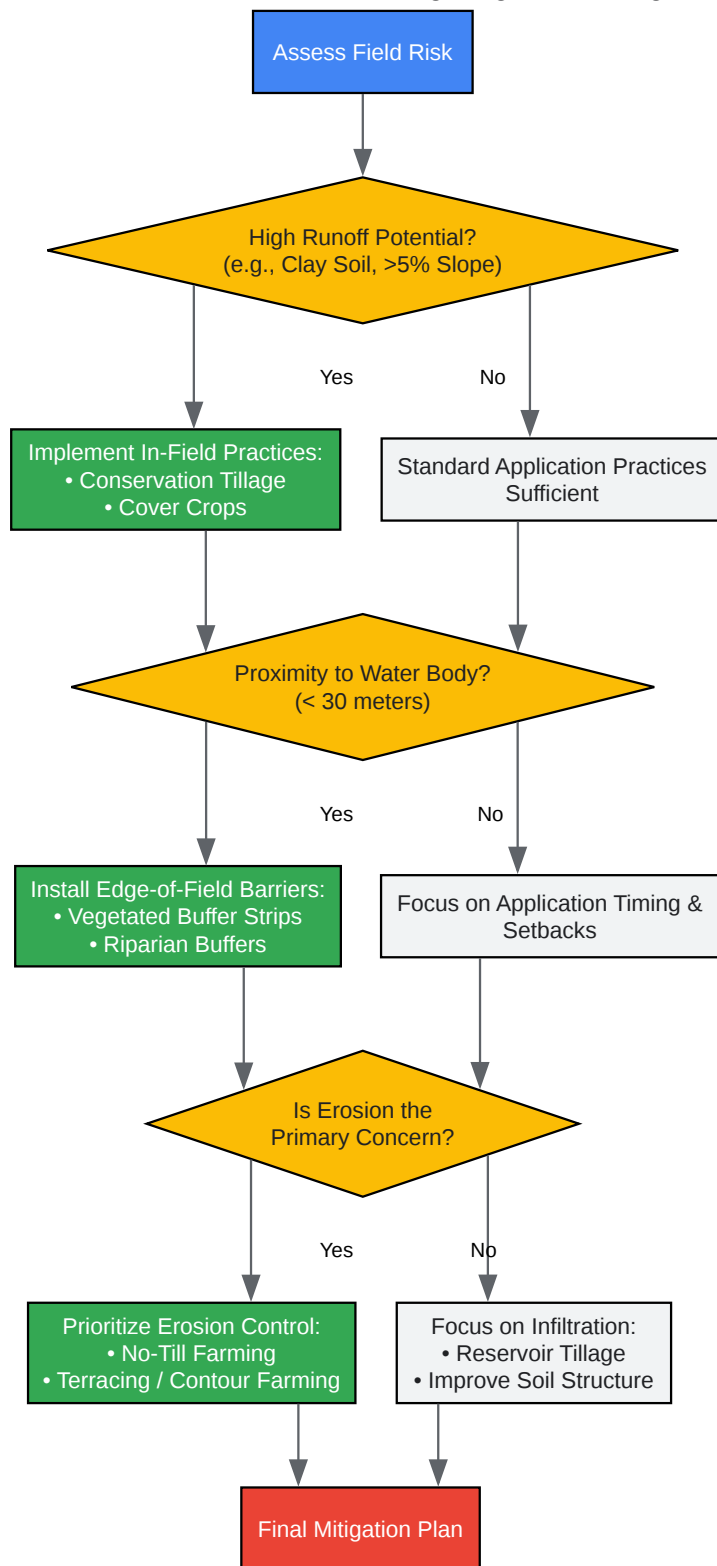 Assess Field Risk
High Runoff Potential?
(e.g., Clay Soil, >5% Slope)
Yes
No
Implement In-Field Practices:
• Conservation Tillage
• Cover Crops
Standard Application Practices
Sufficient
Proximity to Water Body?
(< 30 meters)
Yes
No
Install Edge-of-Field Barriers:
• Vegetated Buffer Strips
• Riparian Buffers
Focus on Application Timing &
Setbacks
Is Erosion the
Primary Concern?
Yes
No
Prioritize Erosion Control:
• No-Till Farming
• Terracing / Contour Farming
Focus on Infiltration:
• Reservoir Tillage
• Improve Soil Structure
Final Mitigation Plan